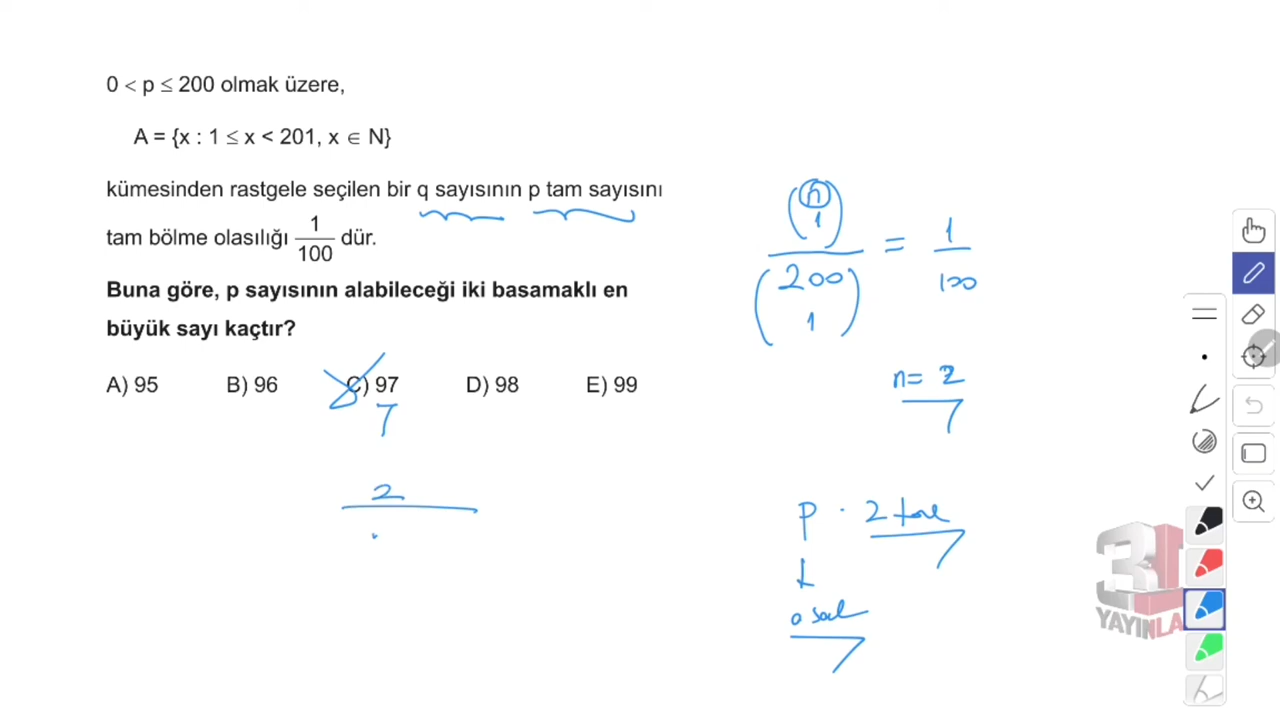 0 < p ≤ 200 olmak üzere,
A = {x : 1 ≤ x < 201, x ∈ N}
kümesinden rastgele seçilen bir q sayısının p tam sayısını
tam bölme olasılığı 1/100 dür.
Buna göre, p sayısının alabileceği iki basamaklı en
büyük sayı kaçtır?
A) 95 B) 96 C) 97 D) 98 E) 99
2
(n 1) / (200 1) = 1/100
n = 2
p . 2 tane
↓
asal
3D
YAYINLA